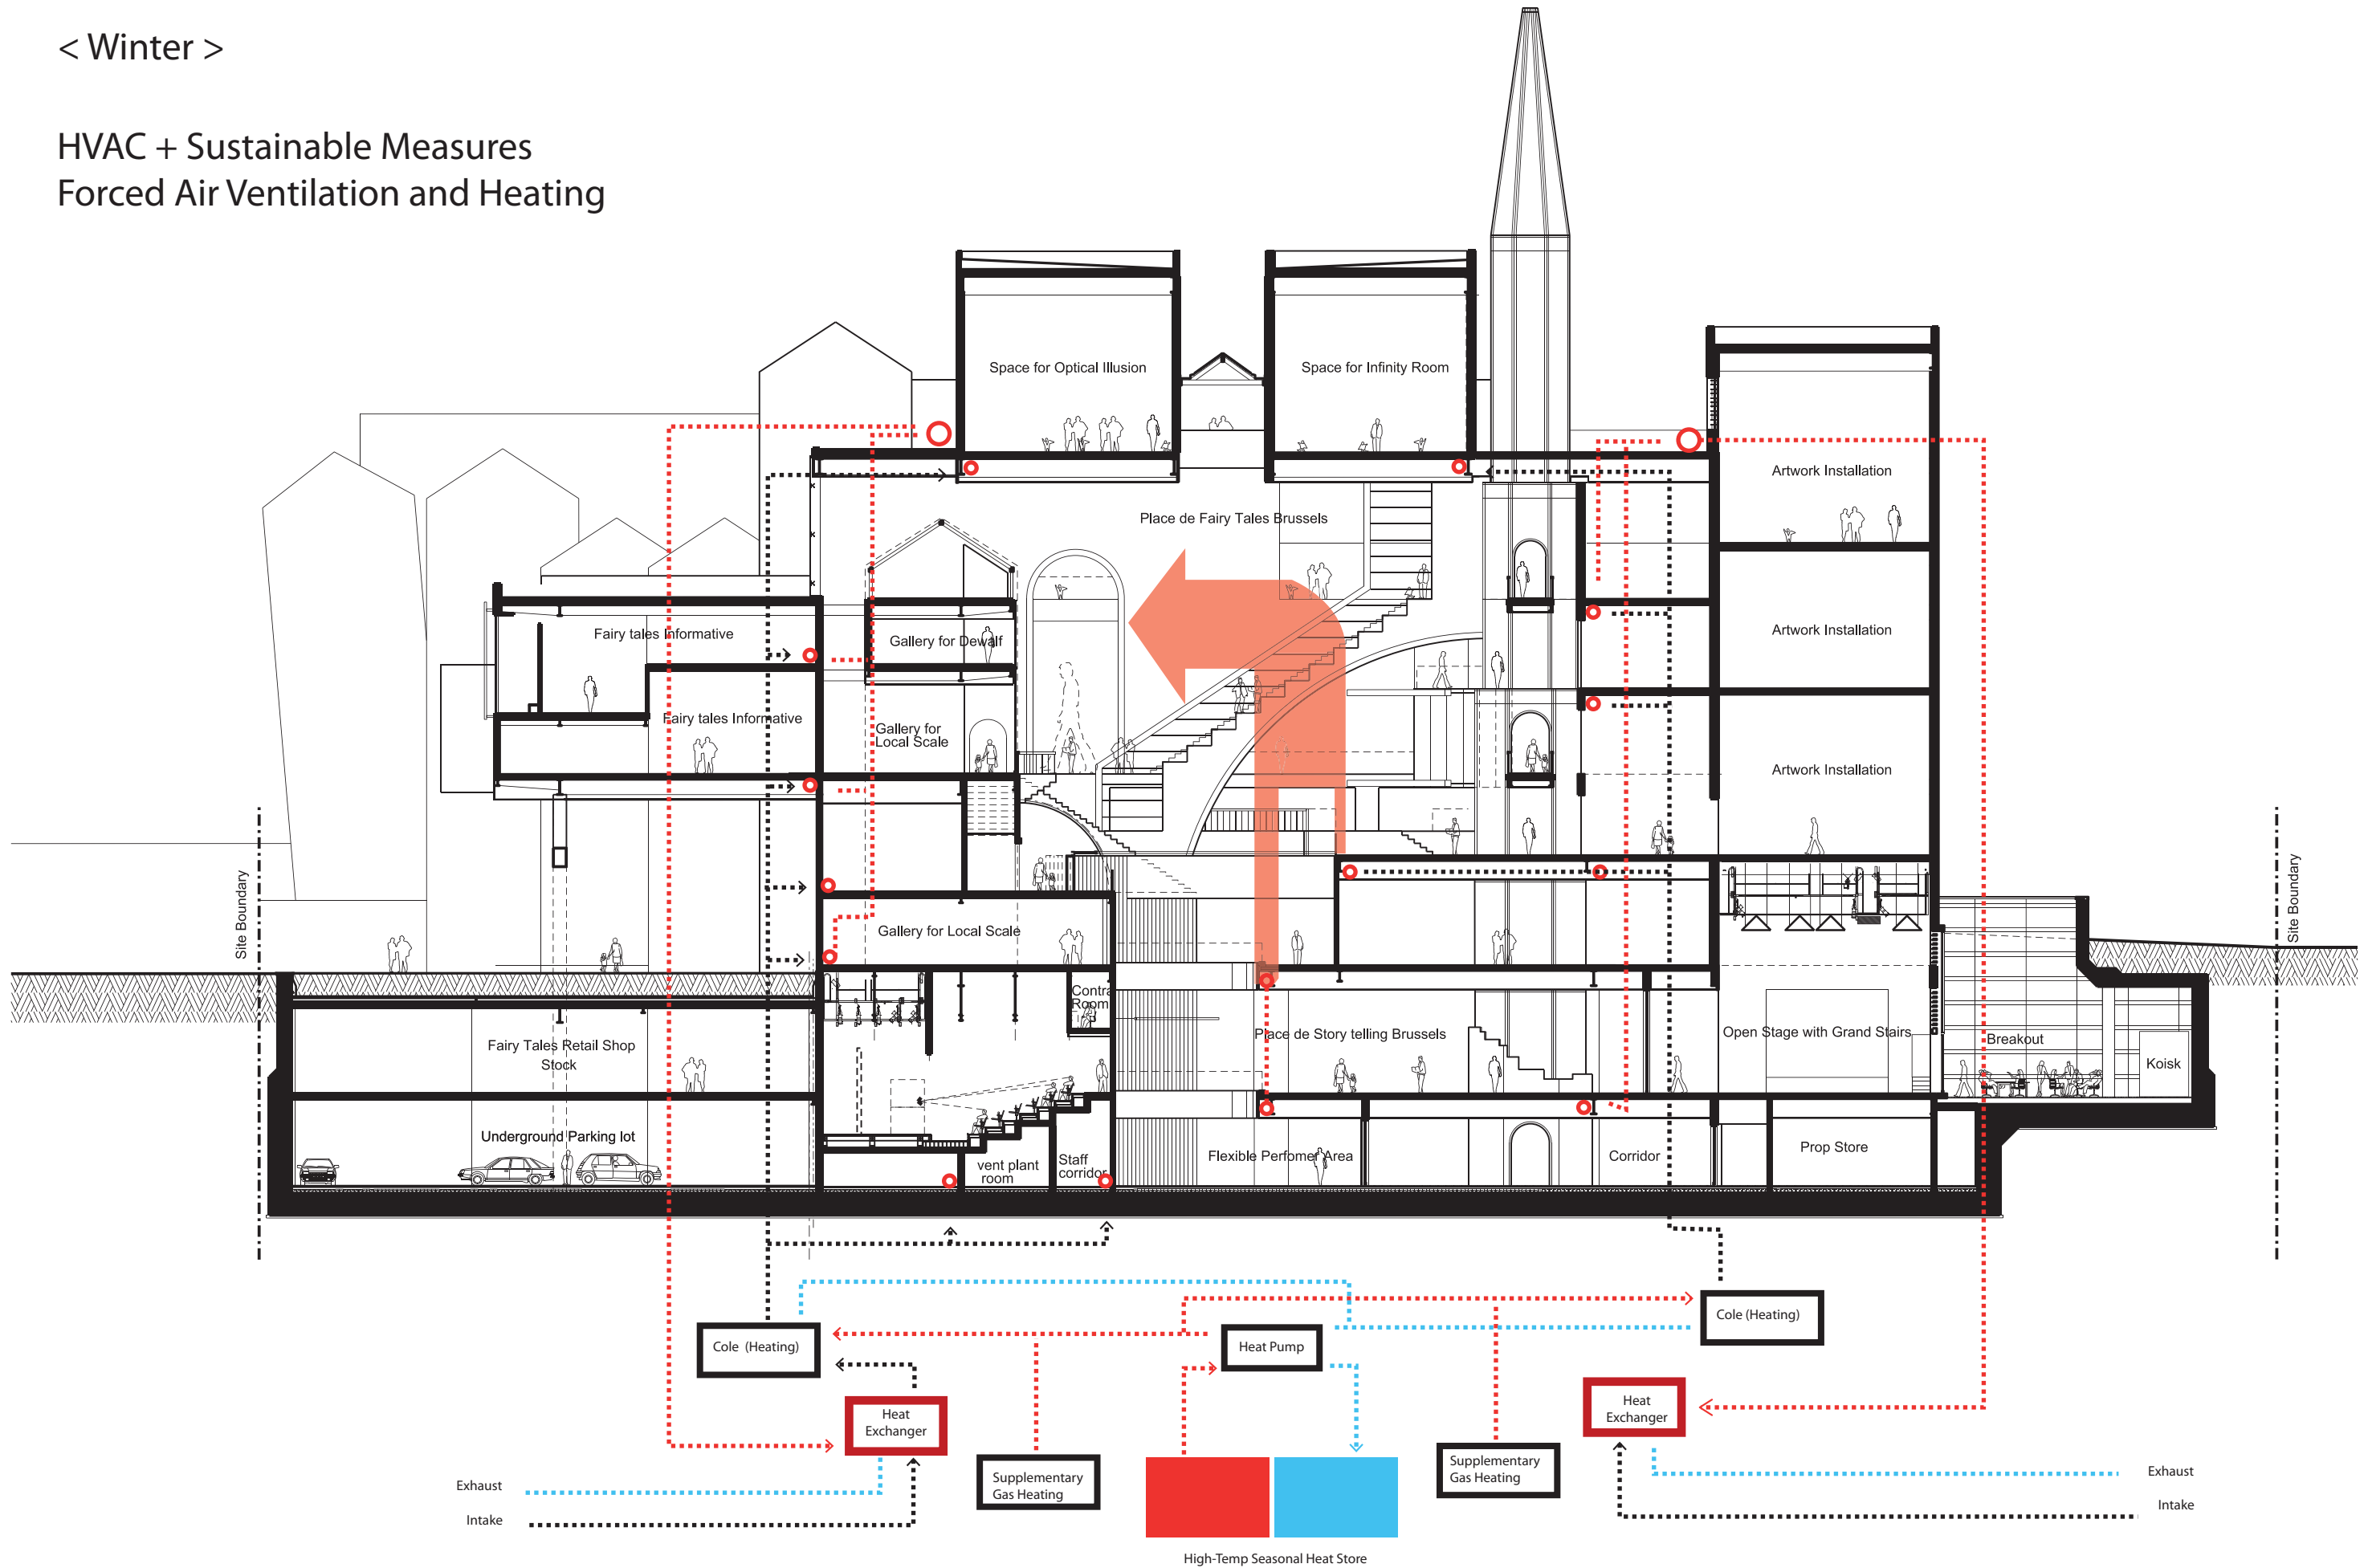 < Winter >
HVAC + Sustainable Measures
Forced Air Ventilation and Heating
Space for Optical Illusion
Space for Infinity Room
Artwork Installation
Place de Fairy Tales Brussels
Fairy tales Informative
Gallery for Dewalf
Artwork Installation
Fairy tales Informative
Gallery for
Local Scale
Artwork Installation
Site Boundary
Site Boundary
Gallery for Local Scale
Contra
Room
Fairy Tales Retail Shop
Stock
Place de Story telling Brussels
Open Stage with Grand Stairs
Breakout
Koisk
Underground Parking lot
vent plant
room
Staff
corridor
Flexible Perfomer Area
Corridor
Prop Store
Cole (Heating)
Heat Pump
Cole (Heating)
Heat
Exchanger
Heat
Exchanger
Supplementary
Gas Heating
Supplementary
Gas Heating
Exhaust
Intake
Exhaust
Intake
High-Temp Seasonal Heat Store